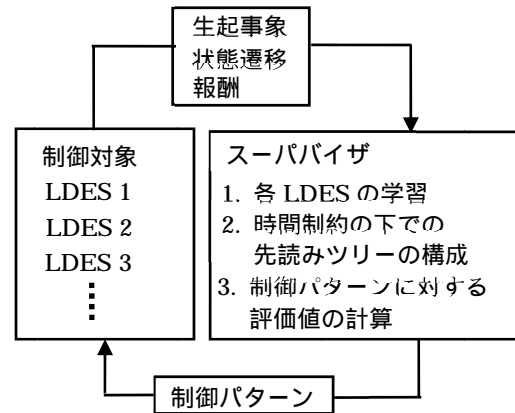 生起事象
状態遷移
報酬
制御対象
LDES 1
LDES 2
LDES 3
スーパバイザ
1. 各 LDES の学習
2. 時間制約の下での
先読みツリーの構成
3. 制御パターンに対する
評価値の計算
制御パターン